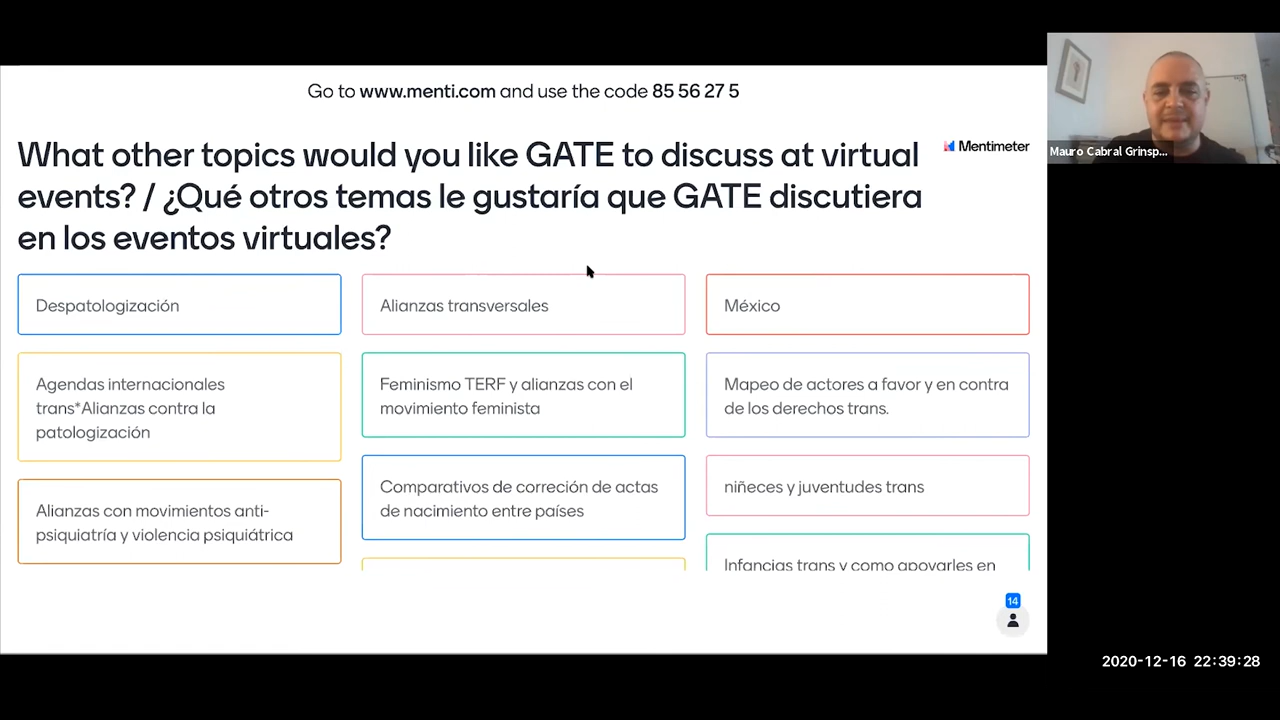 Go to www.menti.com and use the code 85 56 27 5
What other topics would you like GATE to discuss at virtual
events? / ¿Qué otros temas le gustaría que GATE discutiera
en los eventos virtuales?
Mentimeter
Mauro Cabral Grinsp...
Despatologización
Agendas internacionales
trans*Alianzas contra la
patologización
Alianzas con movimientos anti-
psiquiatría y violencia psiquiátrica
Alianzas transversales
Feminismo TERF y alianzas con el
movimiento feminista
Comparativos de correción de actas
de nacimiento entre países
México
Mapeo de actores a favor y en contra
de los derechos trans.
niñeces y juventudes trans
Infancias trans y como apoyarles en
14
2020-12-16 22:39:28